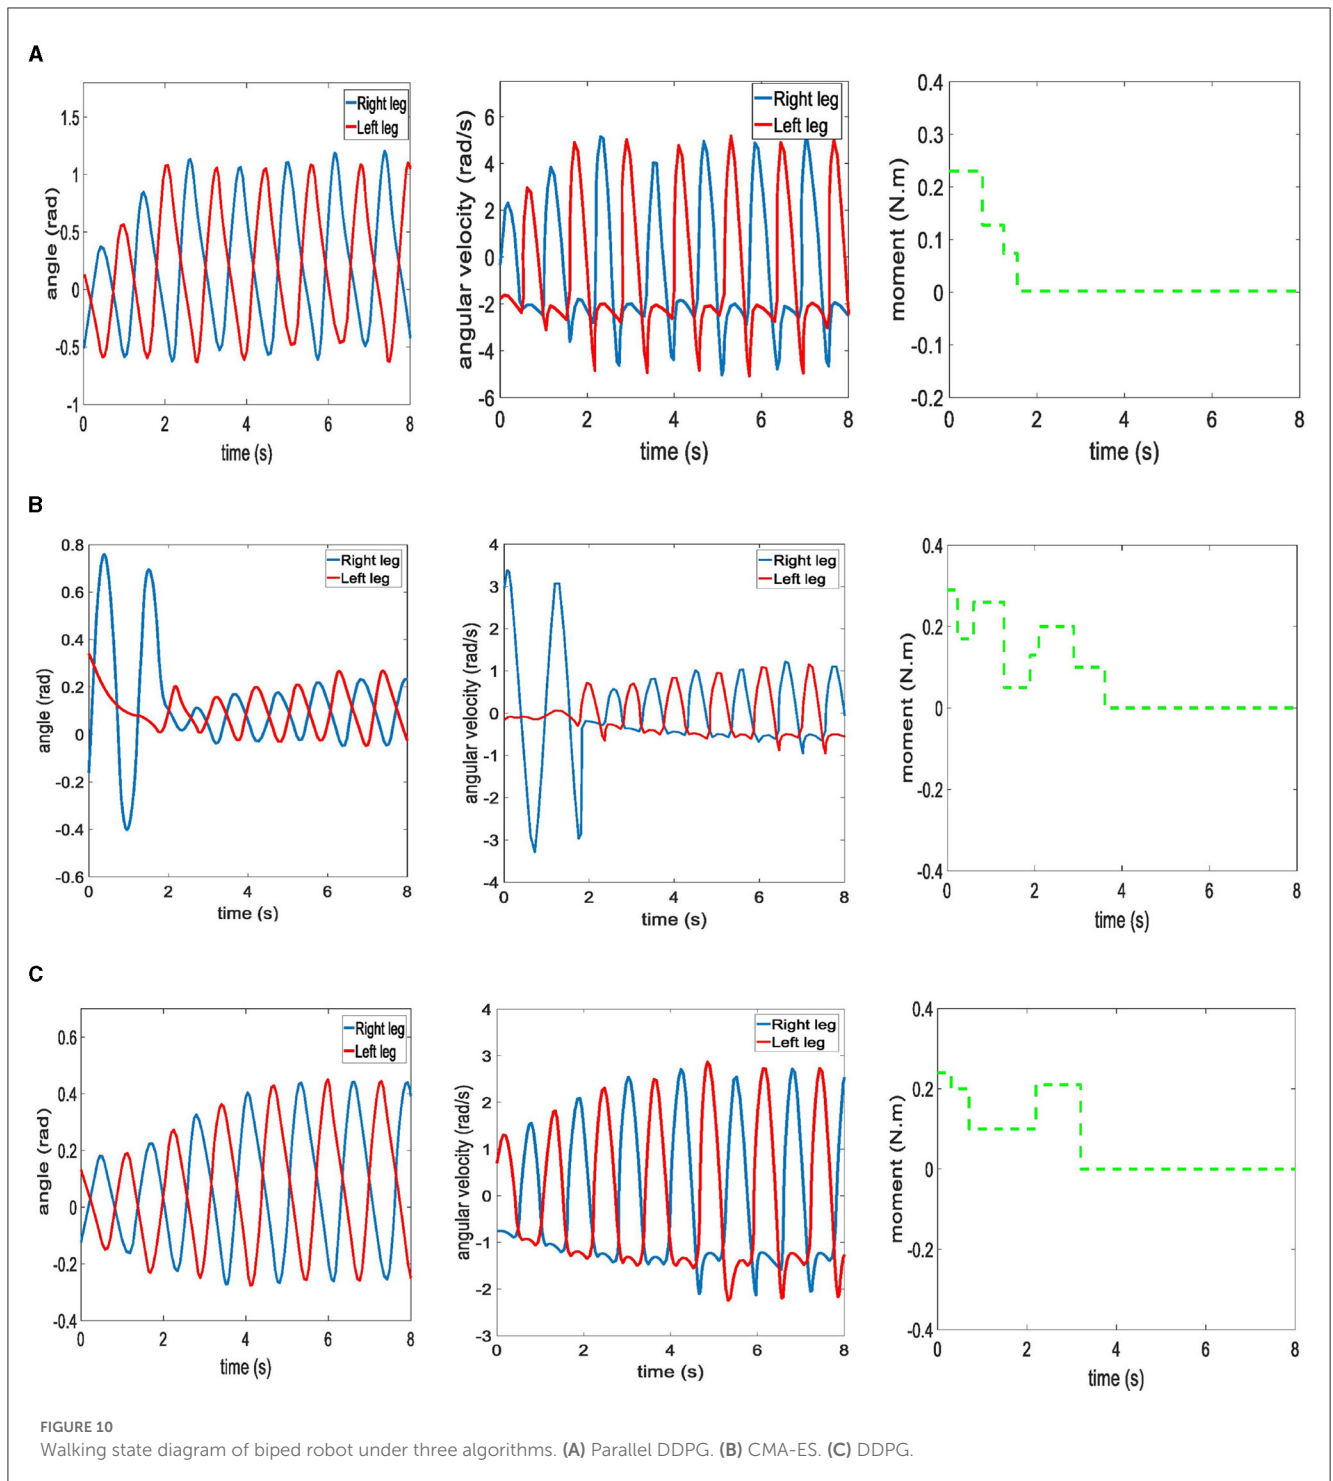 A
angle (rad)
1.5
1
0.5
0
-0.5
-1
0 2 4 6 8
time (s)
Right leg
Left leg
angular velocity (rad/s)
6
4
2
0
-2
-4
-6
0 2 4 6 8
time (s)
Right leg
Left leg
moment (N.m)
0.4
0.3
0.2
0.1
0
-0.1
-0.2
0 2 4 6 8
time (s)
B
angle (rad)
0.8
0.6
0.4
0.2
0
-0.2
-0.4
-0.6
0 2 4 6 8
time (s)
Right leg
Left leg
angular velocity (rad/s)
4
3
2
1
0
-1
-2
-3
-4
0 2 4 6 8
time (s)
Right leg
Left leg
moment (N.m)
0.4
0.2
0
-0.2
-0.4
0 2 4 6 8
time (s)
C
angle (rad)
0.6
0.4
0.2
0
-0.2
-0.4
0 2 4 6 8
time (s)
Right leg
Left leg
angular velocity (rad/s)
4
3
2
1
0
-1
-2
-3
0 2 4 6 8
time (s)
Right leg
Left leg
moment (N.m)
0.4
0.2
0
-0.2
-0.4
0 2 4 6 8
time (s)
FIGURE 10
Walking state diagram of biped robot under three algorithms. (A) Parallel DDPG. (B) CMA-ES. (C) DDPG.